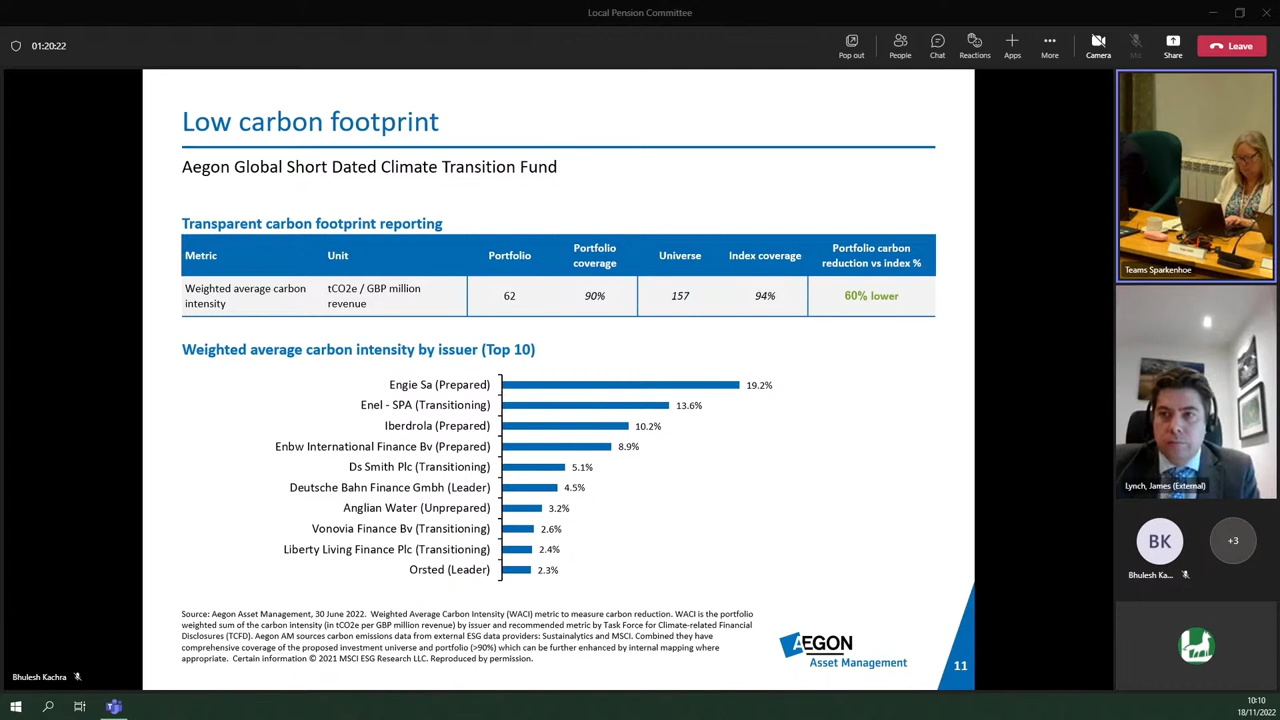 Local Pension Committee
01:20:22
Pop out
People
Chat
Reactions
Apps
More
Camera
Mic
Share
Leave
Low carbon footprint
Aegon Global Short Dated Climate Transition Fund
Transparent carbon footprint reporting
Metric Unit Portfolio Portfolio coverage Universe Index coverage Portfolio carbon reduction vs index %
Weighted average carbon intensity tCO2e / GBP million revenue 62 90% 157 94% 60% lower
Weighted average carbon intensity by issuer (Top 10)
Engie Sa (Prepared) 19.2%
Enel - SPA (Transitioning) 13.6%
Iberdrola (Prepared) 10.2%
Enbw International Finance Bv (Prepared) 8.9%
Ds Smith Plc (Transitioning) 5.1%
Deutsche Bahn Finance Gmbh (Leader) 4.5%
Anglian Water (Unprepared) 3.2%
Vonovia Finance Bv (Transitioning) 2.6%
Liberty Living Finance Plc (Transitioning) 2.4%
Orsted (Leader) 2.3%
Source: Aegon Asset Management, 30 June 2022. Weighted Average Carbon Intensity (WACI) metric to measure carbon reduction. WACI is the portfolio
weighted sum of the carbon intensity (in tCO2e per GBP million revenue) by issuer and recommended metric by Task Force for Climate-related Financial
Disclosures (TCFD). Aegon AM sources carbon emissions data from external ESG data providers: Sustainalytics and MSCI. Combined they have
comprehensive coverage of the proposed investment universe and portfolio (>90%) which can be further enhanced by internal mapping where
appropriate. Certain information © 2021 MSCI ESG Research LLC. Reproduced by permission.
AEGON
Asset Management
11
Teams Sparkenhoe
Lynch, James (External)
BK
+3
Bhulesh Ka...
Bhulesh Kachra
10:10
18/11/2022